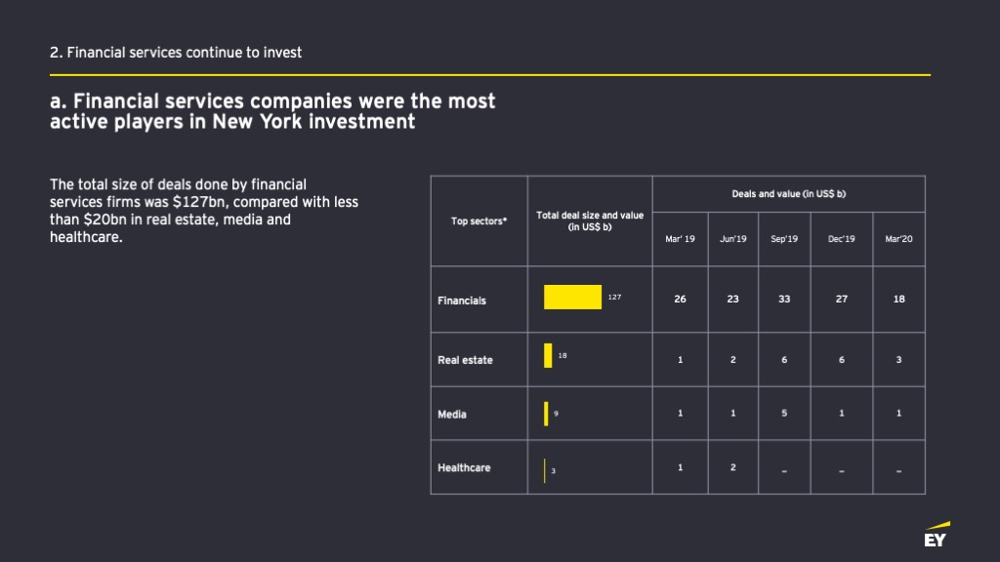 2. Financial services continue to invest
a. Financial services companies were the most
active players in New York investment
The total size of deals done by financial
services firms was $127bn, compared with less
than $20bn in real estate, media and
healthcare.
Top sectors*
Total deal size and value
(in US$ b)
Deals and value (in US$ b)
Mar' 19
Jun'19
Sep'19
Dec'19
Mar'20
Financials 127 26 23 33 27 18
Real estate 18 1 2 6 6 3
Media 9 1 1 5 1 1
Healthcare 3 1 2 – – –
EY